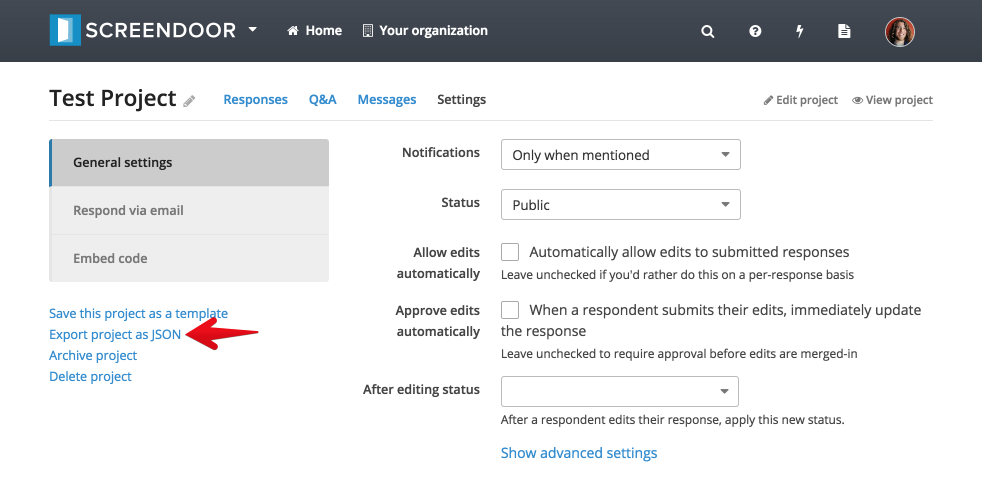 SCREENDOOR Home Your organization
Test Project Responses Q&A Messages Settings Edit project View project
General settings
Respond via email
Embed code
Save this project as a template
Export project as JSON
Archive project
Delete project
Notifications Only when mentioned
Status Public
Allow edits automatically
Automatically allow edits to submitted responses
Leave unchecked if you'd rather do this on a per-response basis
Approve edits automatically
When a respondent submits their edits, immediately update
the response
Leave unchecked to require approval before edits are merged-in
After editing status
After a respondent edits their response, apply this new status.
Show advanced settings